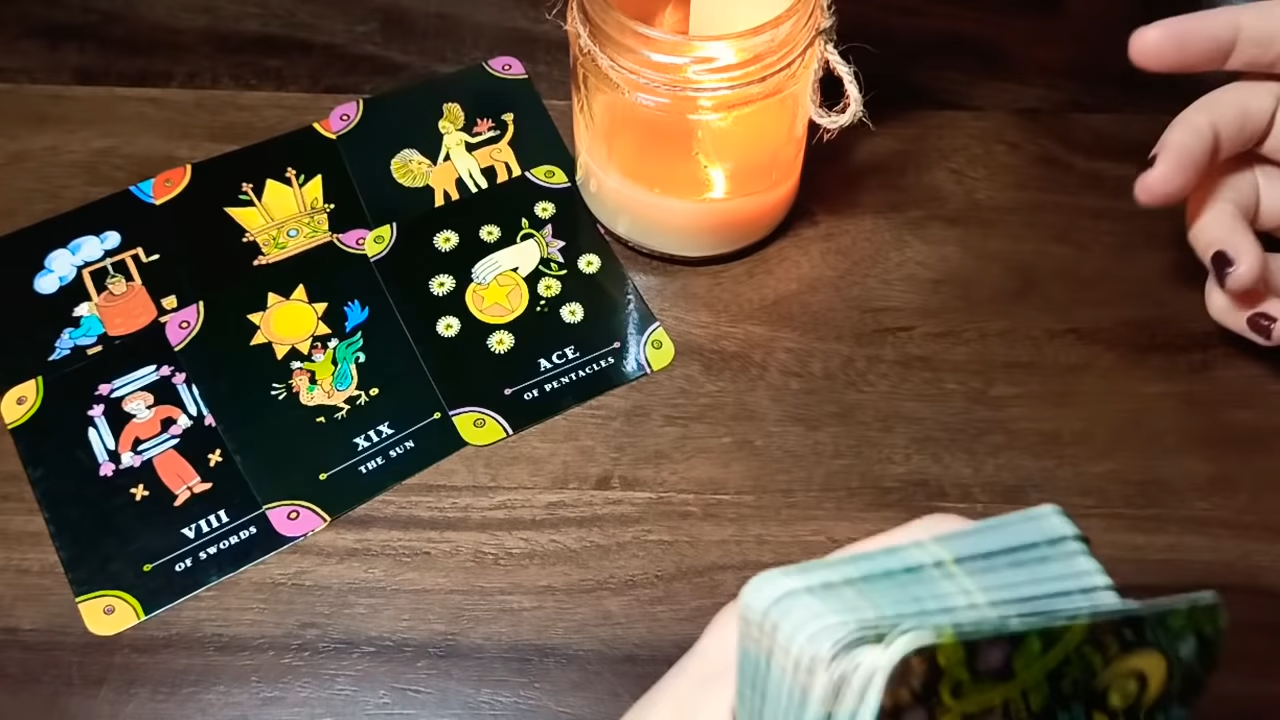 VIII
OF SWORDS
XIX
THE SUN
ACE
OF PENTACLES